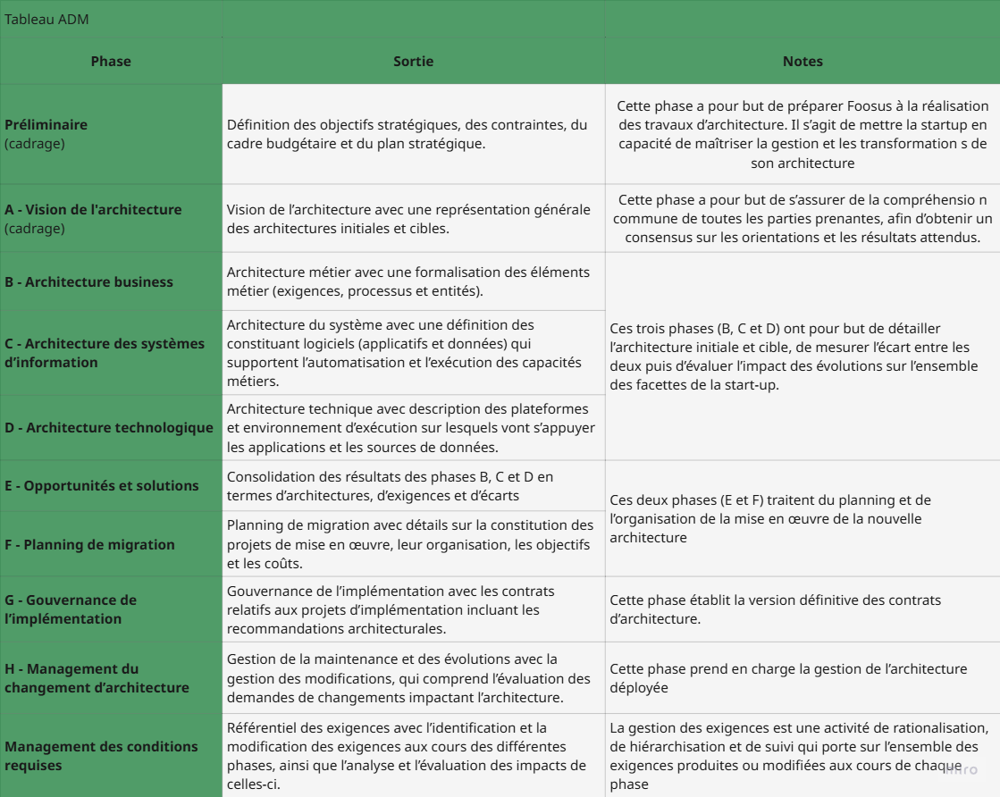 Tableau ADM
Phase
Sortie
Notes
Préliminaire
(cadrage)
Définition des objectifs stratégiques, des contraintes, du
cadre budgétaire et du plan stratégique.
Cette phase a pour but de préparer Foosus à la réalisation
des travaux d’architecture. Il s’agit de mettre la startup en
capacité de maîtriser la gestion et les transformation s de
son architecture
A - Vision de l'architecture
(cadrage)
Vision de l’architecture avec une représentation générale
des architectures initiales et cibles.
Cette phase a pour but de s’assurer de la compréhensio n
commune de toutes les parties prenantes, afin d’obtenir un
consensus sur les orientations et les résultats attendus.
B - Architecture business
Architecture métier avec une formalisation des éléments
métier (exigences, processus et entités).
C - Architecture des systèmes
d’information
Architecture du système avec une définition des
constituant logiciels (applicatifs et données) qui
supportent l’automatisation et l’exécution des capacités
métiers.
Ces trois phases (B, C et D) ont pour but de détailler
l’architecture initiale et cible, de mesurer l’écart entre les
deux puis d’évaluer l’impact des évolutions sur l’ensemble
des facettes de la start-up.
D - Architecture technologique
Architecture technique avec description des plateformes
et environnement d’exécution sur lesquels vont s’appuyer
les applications et les sources de données.
E - Opportunités et solutions
Consolidation des résultats des phases B, C et D en
termes d’architectures, d’exigences et d’écarts
Ces deux phases (E et F) traitent du planning et de
l’organisation de la mise en œuvre de la nouvelle
architecture
F - Planning de migration
Planning de migration avec détails sur la constitution des
projets de mise en œuvre, leur organisation, les objectifs
et les coûts.
G - Gouvernance de
l’implémentation
Gouvernance de l’implémentation avec les contrats
relatifs aux projets d’implémentation incluant les
recommandations architecturales.
Cette phase établit la version définitive des contrats
d’architecture.
H - Management du
changement d’architecture
Gestion de la maintenance et des évolutions avec la
gestion des modifications, qui comprend l’évaluation des
demandes de changements impactant l’architecture.
Cette phase prend en charge la gestion de l’architecture
déployée
Management des conditions
requises
Référentiel des exigences avec l’identification et la
modification des exigences aux cours des différentes
phases, ainsi que l’analyse et l’évaluation des impacts de
celles-ci.
La gestion des exigences est une activité de rationalisation,
de hiérarchisation et de suivi qui porte sur l’ensemble des
exigences produites ou modifiées aux cours de chaque
phase
miro